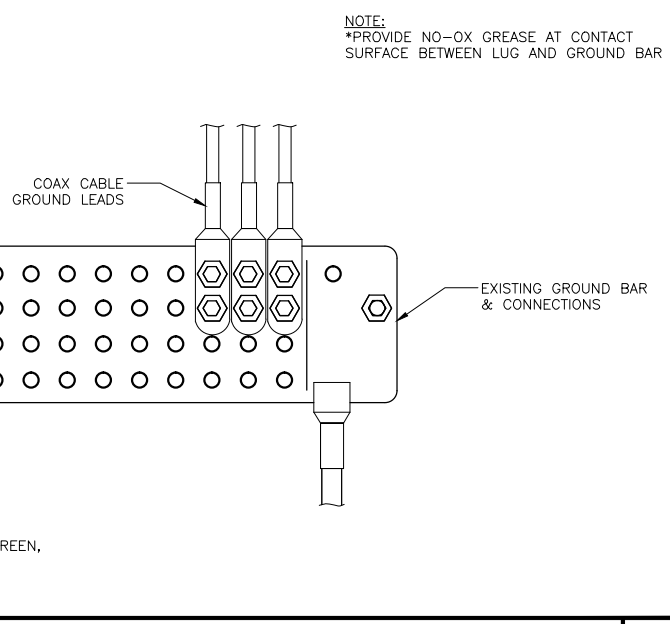 NOTE:
*PROVIDE NO-OX GREASE AT CONTACT
SURFACE BETWEEN LUG AND GROUND BAR
COAX CABLE
GROUND LEADS
EXISTING GROUND BAR
& CONNECTIONS
REEN,